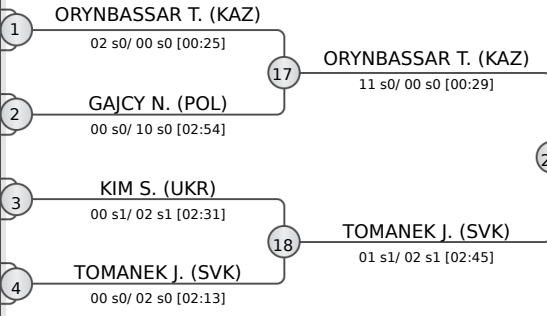 ORYNBASSAR T. (KAZ)
1
02 s0/ 00 s0 [00:25]
ORYNBASSAR T. (KAZ)
17
11 s0/ 00 s0 [00:29]
GAJCY N. (POL)
2
00 s0/ 10 s0 [02:54]
KIM S. (UKR)
3
00 s1/ 02 s1 [02:31]
TOMANEK J. (SVK)
18
01 s1/ 02 s1 [02:45]
TOMANEK J. (SVK)
4
00 s0/ 02 s0 [02:13]